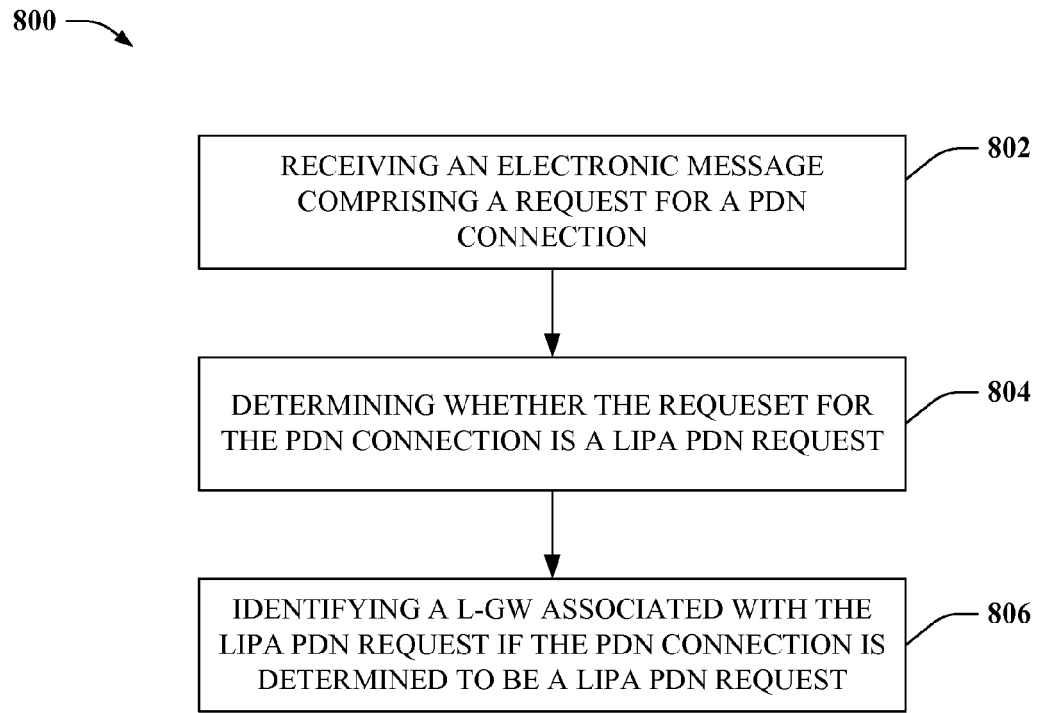 800
RECEIVING AN ELECTRONIC MESSAGE
COMPRISING A REQUEST FOR A PDN
CONNECTION
802
DETERMINING WHETHER THE REQUESET FOR
THE PDN CONNECTION IS A LIPA PDN REQUEST
804
IDENTIFYING A L-GW ASSOCIATED WITH THE
LIPA PDN REQUEST IF THE PDN CONNECTION IS
DETERMINED TO BE A LIPA PDN REQUEST
806